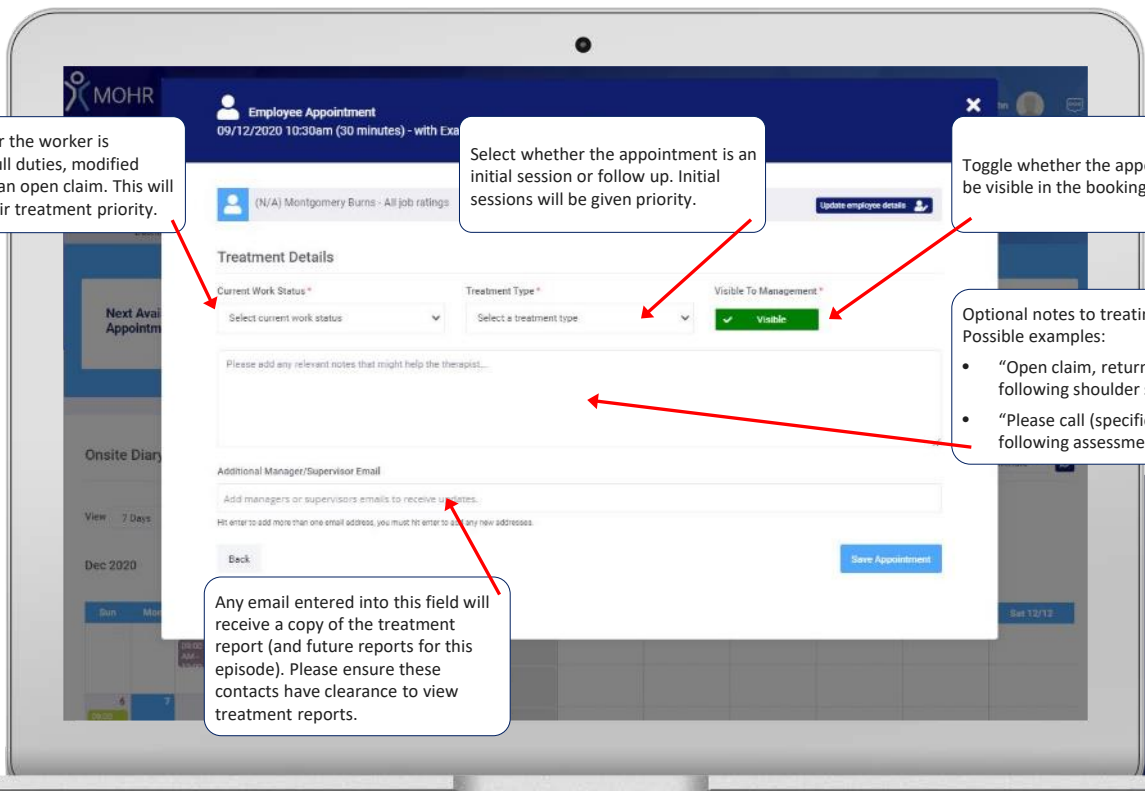 MOHR
Employee Appointment
09/12/2020 10:30am (30 minutes) - with Exa
r the worker is
ull duties, modified
an open claim. This will
ir treatment priority.
Select whether the appointment is an
initial session or follow up. Initial
sessions will be given priority.
Toggle whether the appo
be visible in the booking
(N/A) Montgomery Burns - All job ratings
Update employee details
Treatment Details
Current Work Status *
Treatment Type *
Visible To Management *
Select current work status
Select a treatment type
Visible
Next Avai
Appointm
Please add any relevant notes that might help the therapist...
Optional notes to treatin
Possible examples:
• "Open claim, return
following shoulder s
• "Please call (specific
following assessme
Onsite Diary
Additional Manager/Supervisor Email
Add managers or supervisors emails to receive updates.
Hit enter to add more than one email address, you must hit enter to add any new addresses.
View 7 Days
Back
Save Appointment
Dec 2020
Any email entered into this field will
receive a copy of the treatment
report (and future reports for this
episode). Please ensure these
contacts have clearance to view
treatment reports.
Sun Mon
Sat 12/12
6 7